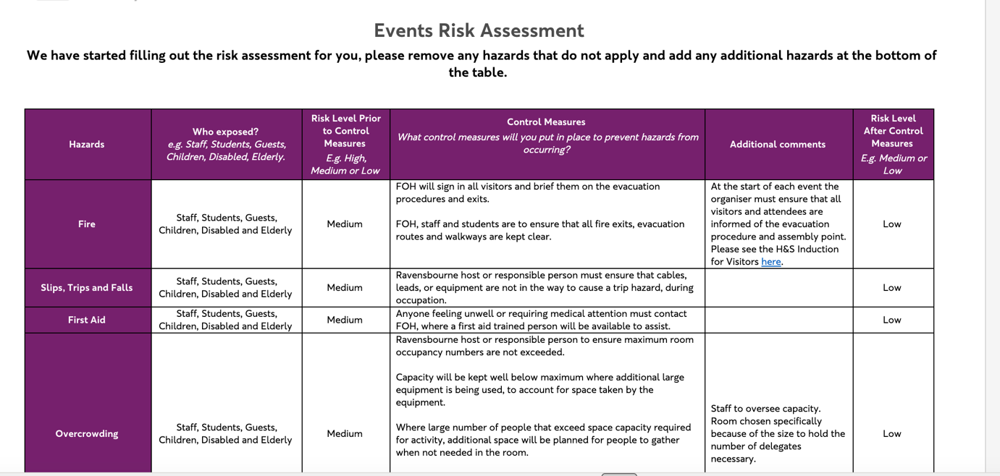 Events Risk Assessment
We have started filling out the risk assessment for you, please remove any hazards that do not apply and add any additional hazards at the bottom of
the table.
Hazards
Who exposed?
e.g. Staff, Students, Guests,
Children, Disabled, Elderly.
Risk Level Prior
to Control
Measures
E.g. High,
Medium or Low
Control Measures
What control measures will you put in place to prevent hazards from
occurring?
Additional comments
Risk Level
After Control
Measures
E.g. Medium or
Low
Fire
Staff, Students, Guests,
Children, Disabled and Elderly
Medium
FOH will sign in all visitors and brief them on the evacuation
procedures and exits.
FOH, staff and students are to ensure that all fire exits, evacuation
routes and walkways are kept clear.
At the start of each event the
organiser must ensure that all
visitors and attendees are
informed of the evacuation
procedure and assembly point.
Please see the H&S Induction
for Visitors here.
Low
Slips, Trips and Falls
Staff, Students, Guests,
Children, Disabled and Elderly
Medium
Ravensbourne host or responsible person must ensure that cables,
leads, or equipment are not in the way to cause a trip hazard, during
occupation.
Low
First Aid
Staff, Students, Guests,
Children, Disabled and Elderly
Medium
Anyone feeling unwell or requiring medical attention must contact
FOH, where a first aid trained person will be available to assist.
Low
Overcrowding
Staff, Students, Guests,
Children, Disabled and Elderly
Medium
Ravensbourne host or responsible person to ensure maximum room
occupancy numbers are not exceeded.
Capacity will be kept well below maximum where additional large
equipment is being used, to account for space taken by the
equipment.
Where large number of people that exceed space capacity required
for activity, additional space will be planned for people to gather
when not needed in the room.
Staff to oversee capacity.
Room chosen specifically
because of the size to hold the
number of delegates
necessary.
Low